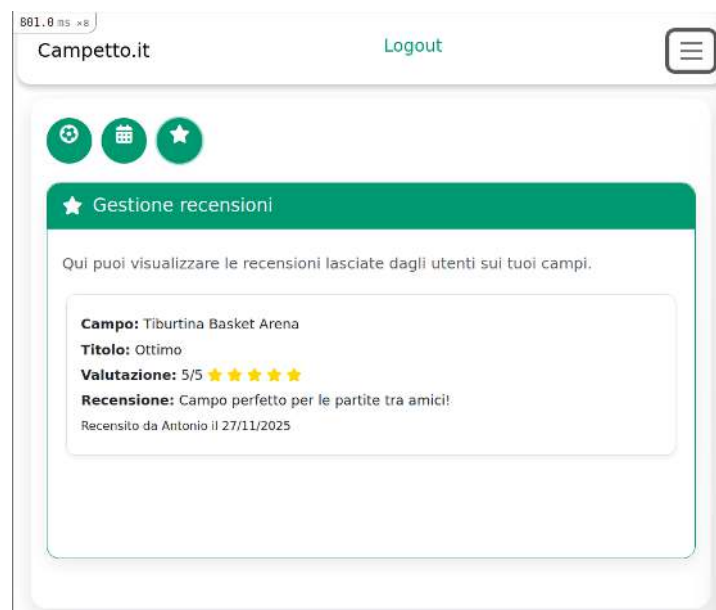 801.0 ms ×8
Campetto.it
Logout
Gestione recensioni
Qui puoi visualizzare le recensioni lasciate dagli utenti sui tuoi campi.
Campo: Tiburtina Basket Arena
Titolo: Ottimo
Valutazione: 5/5
Recensione: Campo perfetto per le partite tra amici!
Recensito da Antonio il 27/11/2025